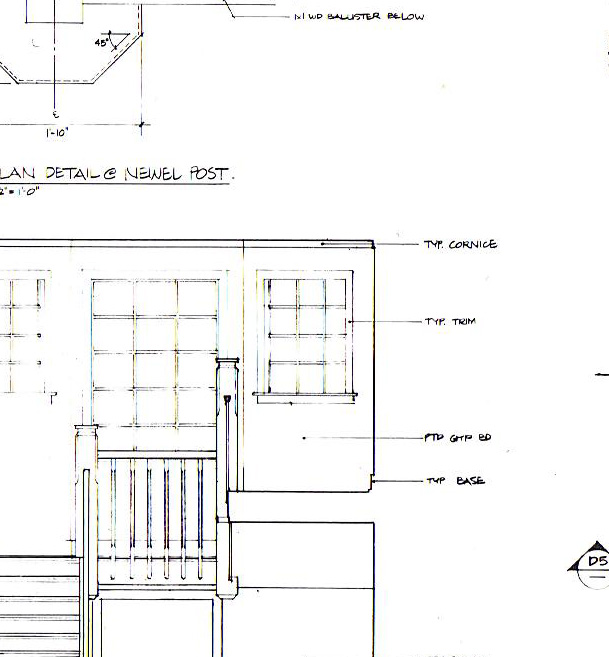 WD BALUSTER BELOW
45°
1'-10"
LAN DETAIL @ NEWEL POST.
2" = 1'-0"
TYP. CORNICE
TYP. TRIM
PTD GYP BD
TYP BASE
D5